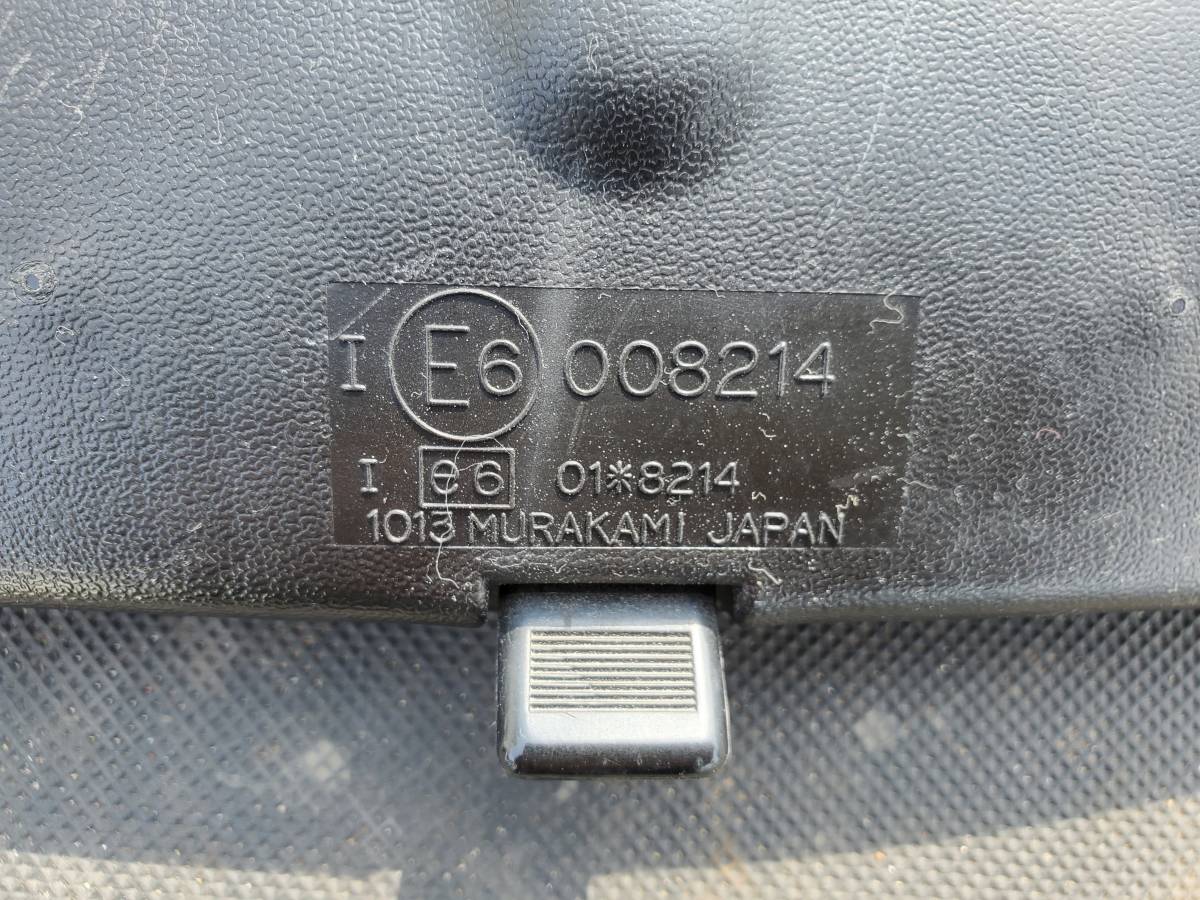 I E6 008214
I e6 01*8214
1013 MURAKAMI JAPAN